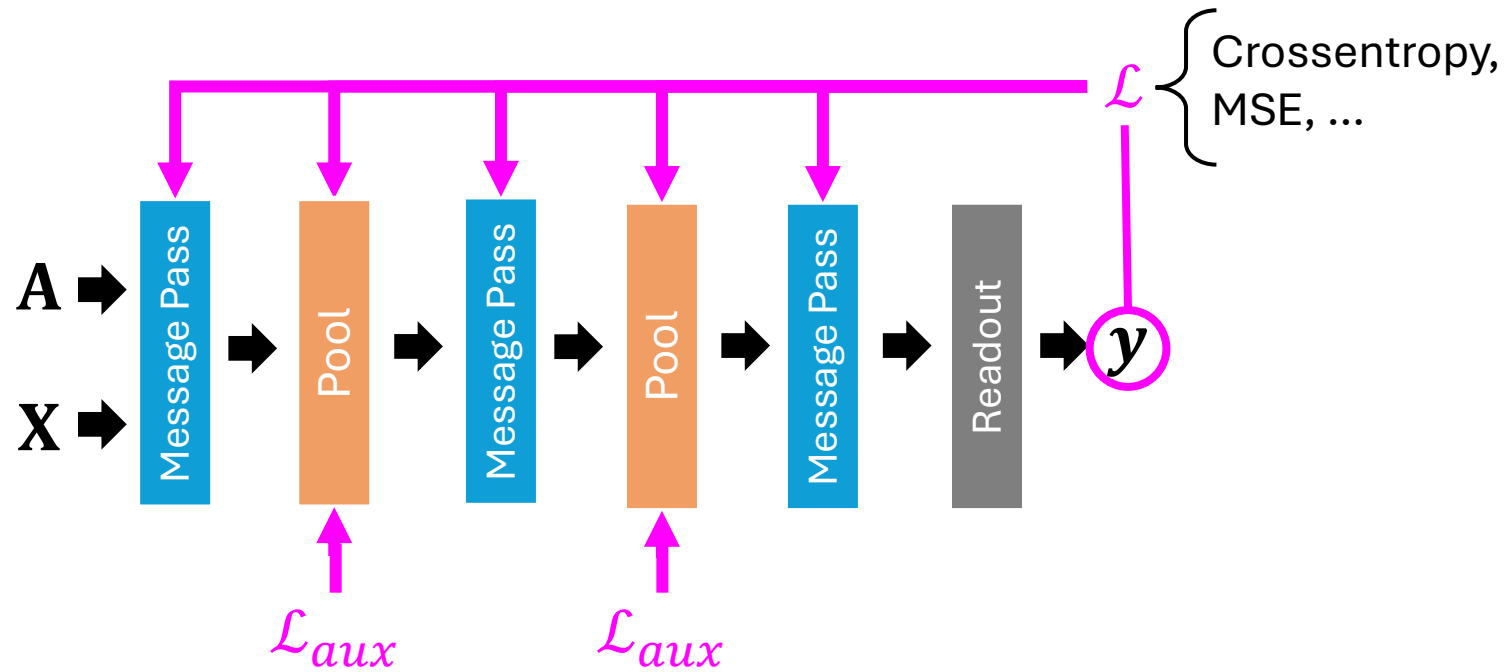 ℒ
Crossentropy,
MSE, ...
A
X
Message Pass
Pool
Message Pass
Pool
Message Pass
Readout
y
ℒaux
ℒaux